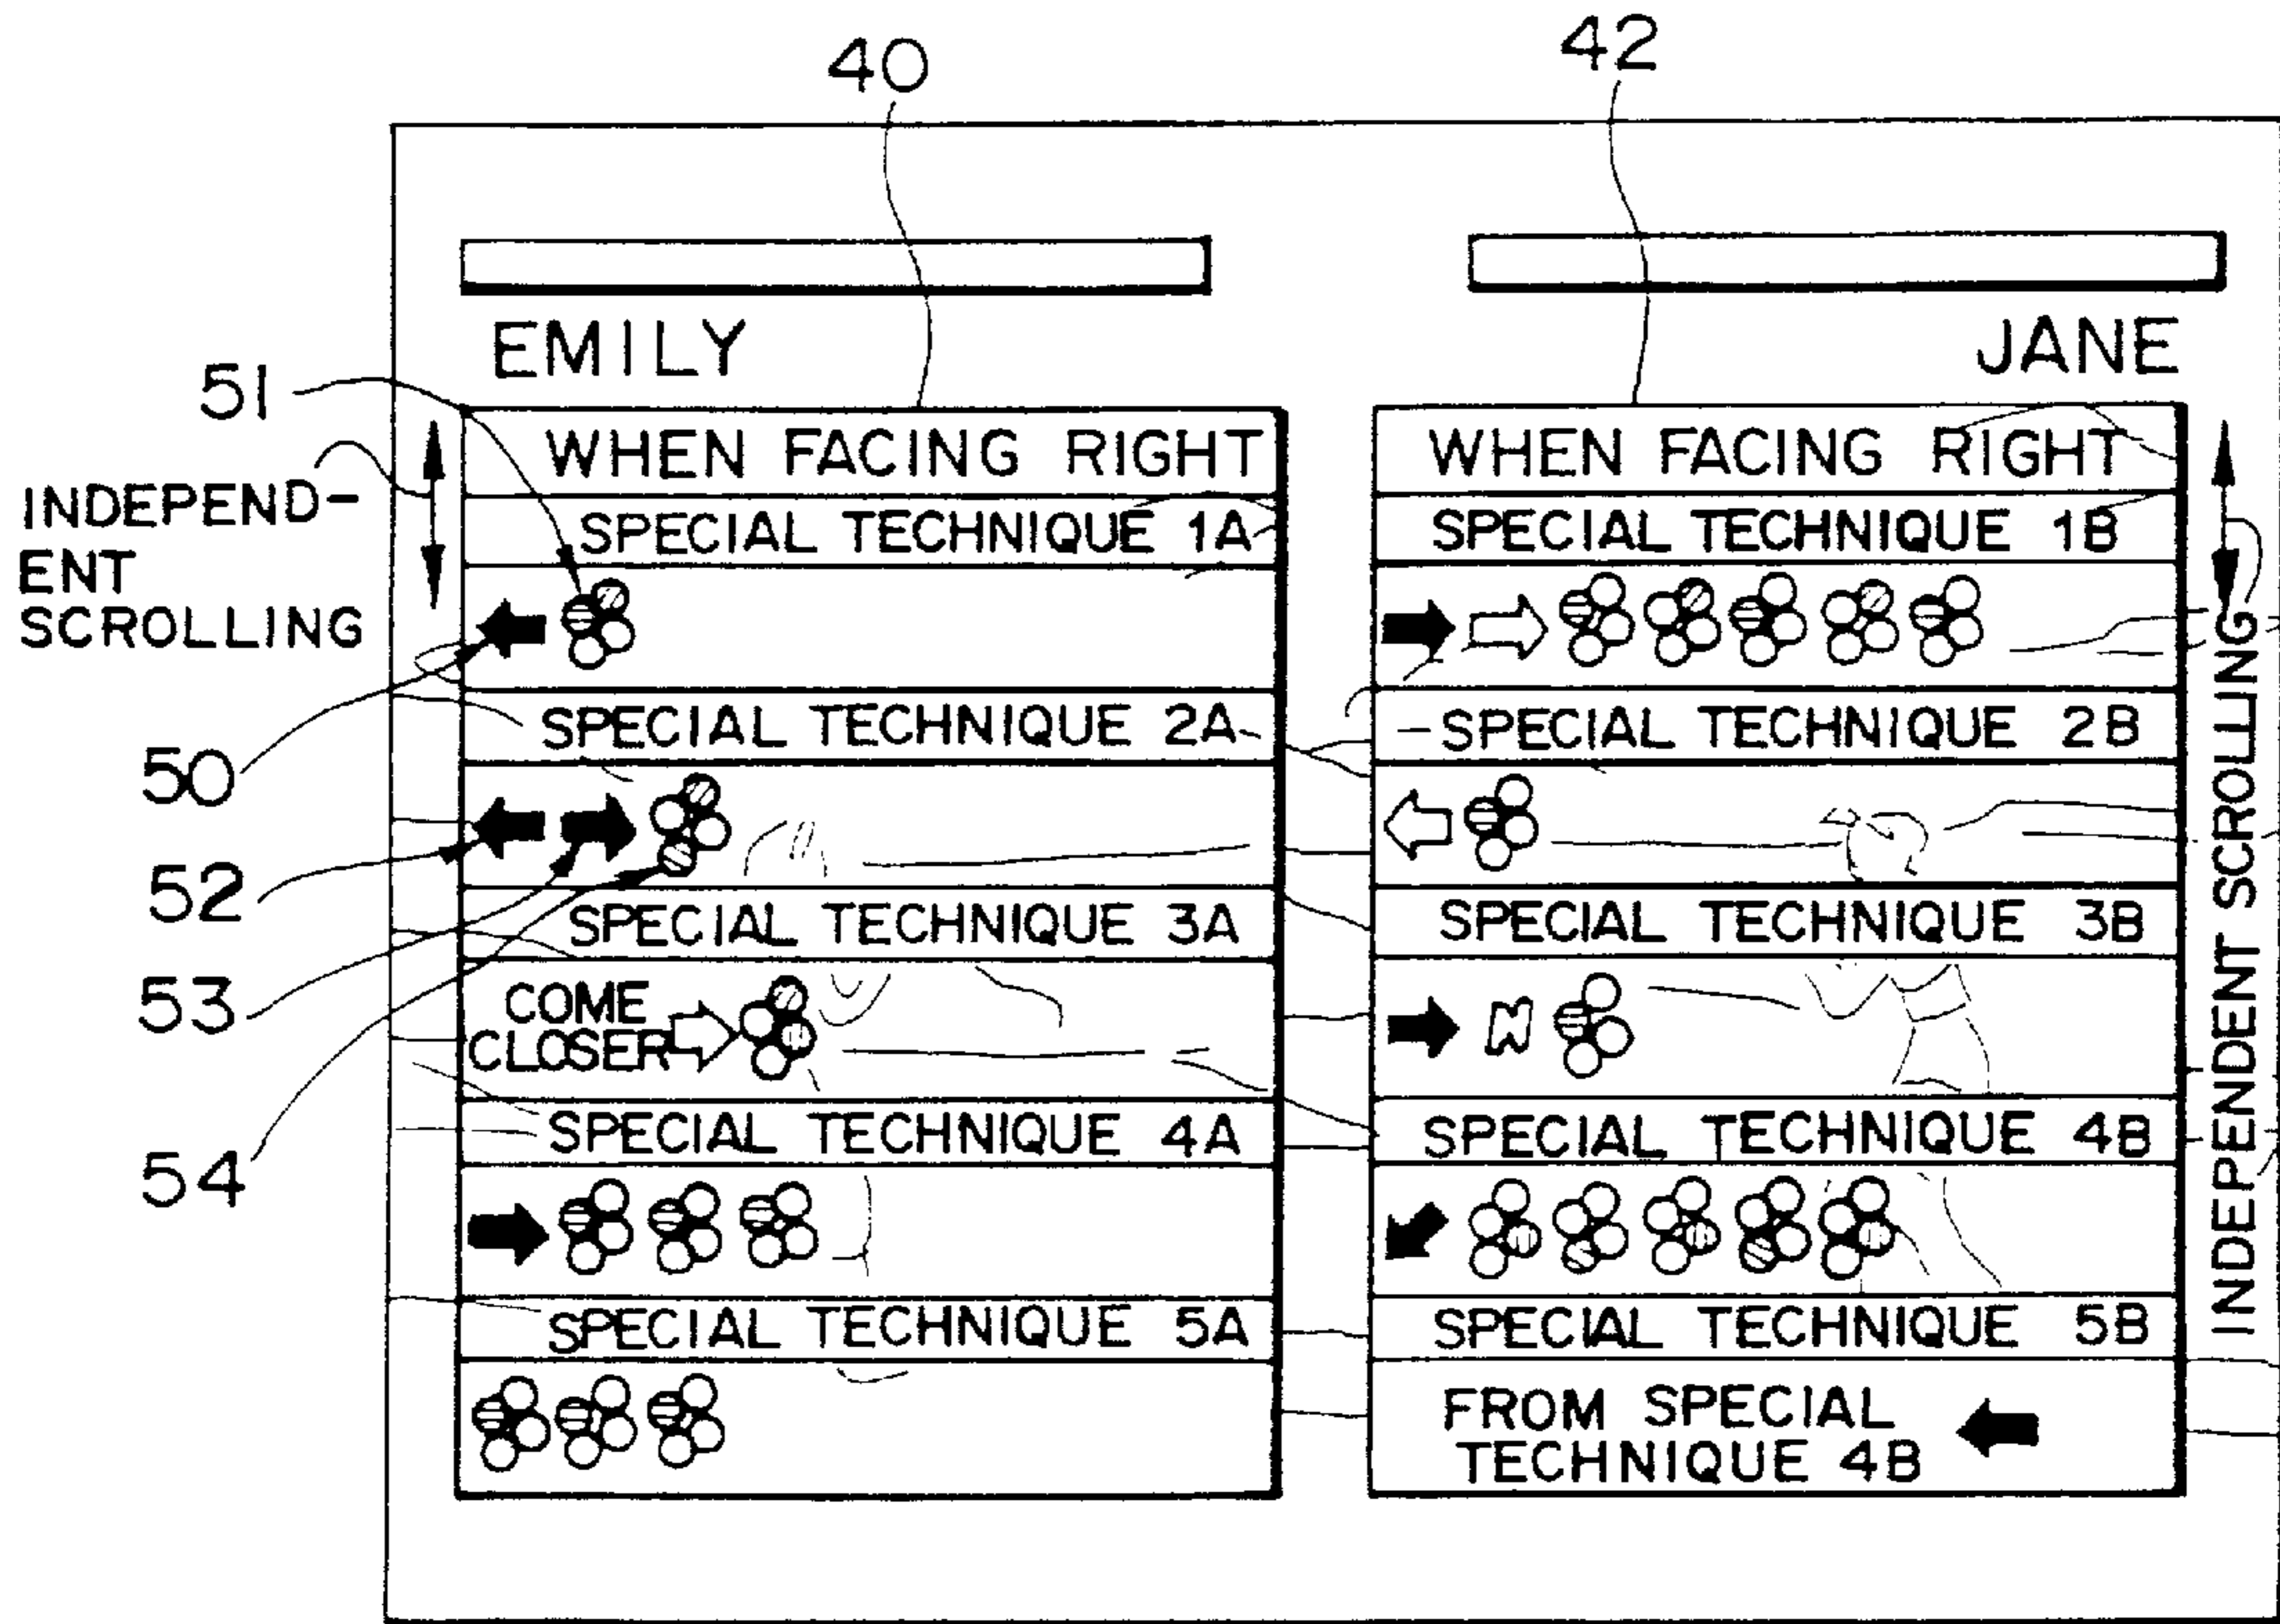 40
42
EMILY
JANE
51
INDEPEND-
ENT
SCROLLING
50
52
53
54
WHEN FACING RIGHT
SPECIAL TECHNIQUE 1A
SPECIAL TECHNIQUE 2A
SPECIAL TECHNIQUE 3A
COME
CLOSER
SPECIAL TECHNIQUE 4A
SPECIAL TECHNIQUE 5A
WHEN FACING RIGHT
SPECIAL TECHNIQUE 1B
SPECIAL TECHNIQUE 2B
SPECIAL TECHNIQUE 3B
SPECIAL TECHNIQUE 4B
SPECIAL TECHNIQUE 5B
FROM SPECIAL
TECHNIQUE 4B
INDEPENDENT SCROLLING